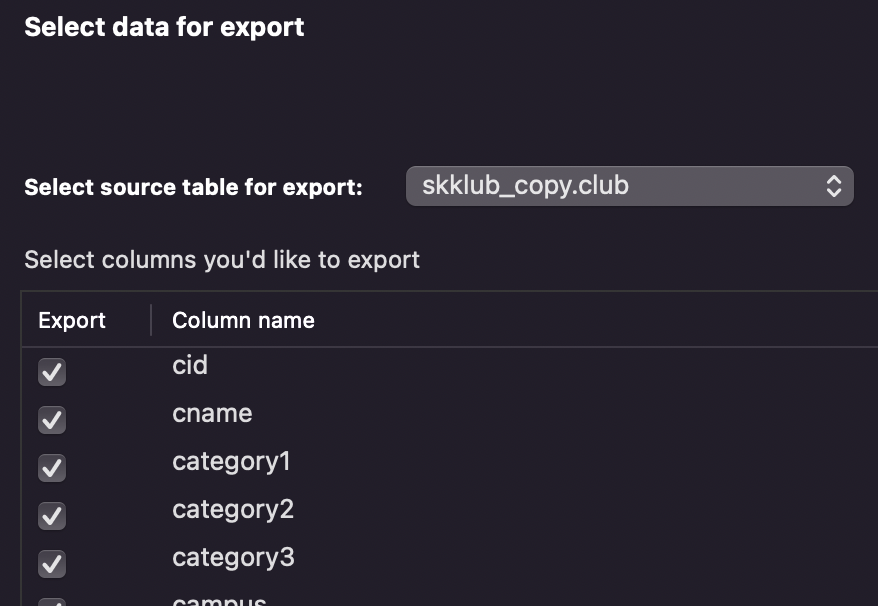 Select data for export
Select source table for export: skklub_copy.club
Select columns you'd like to export
Export Column name
cid
cname
category1
category2
category3
campus